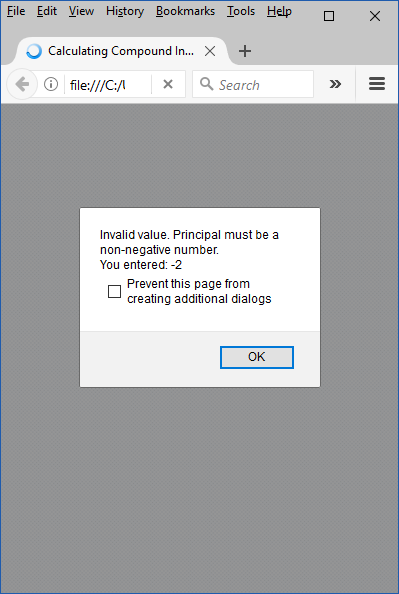 File Edit View History Bookmarks Tools Help
Calculating Compound In...
file:///C:/
Search
Invalid value. Principal must be a
non-negative number.
You entered: -2
Prevent this page from
creating additional dialogs
OK